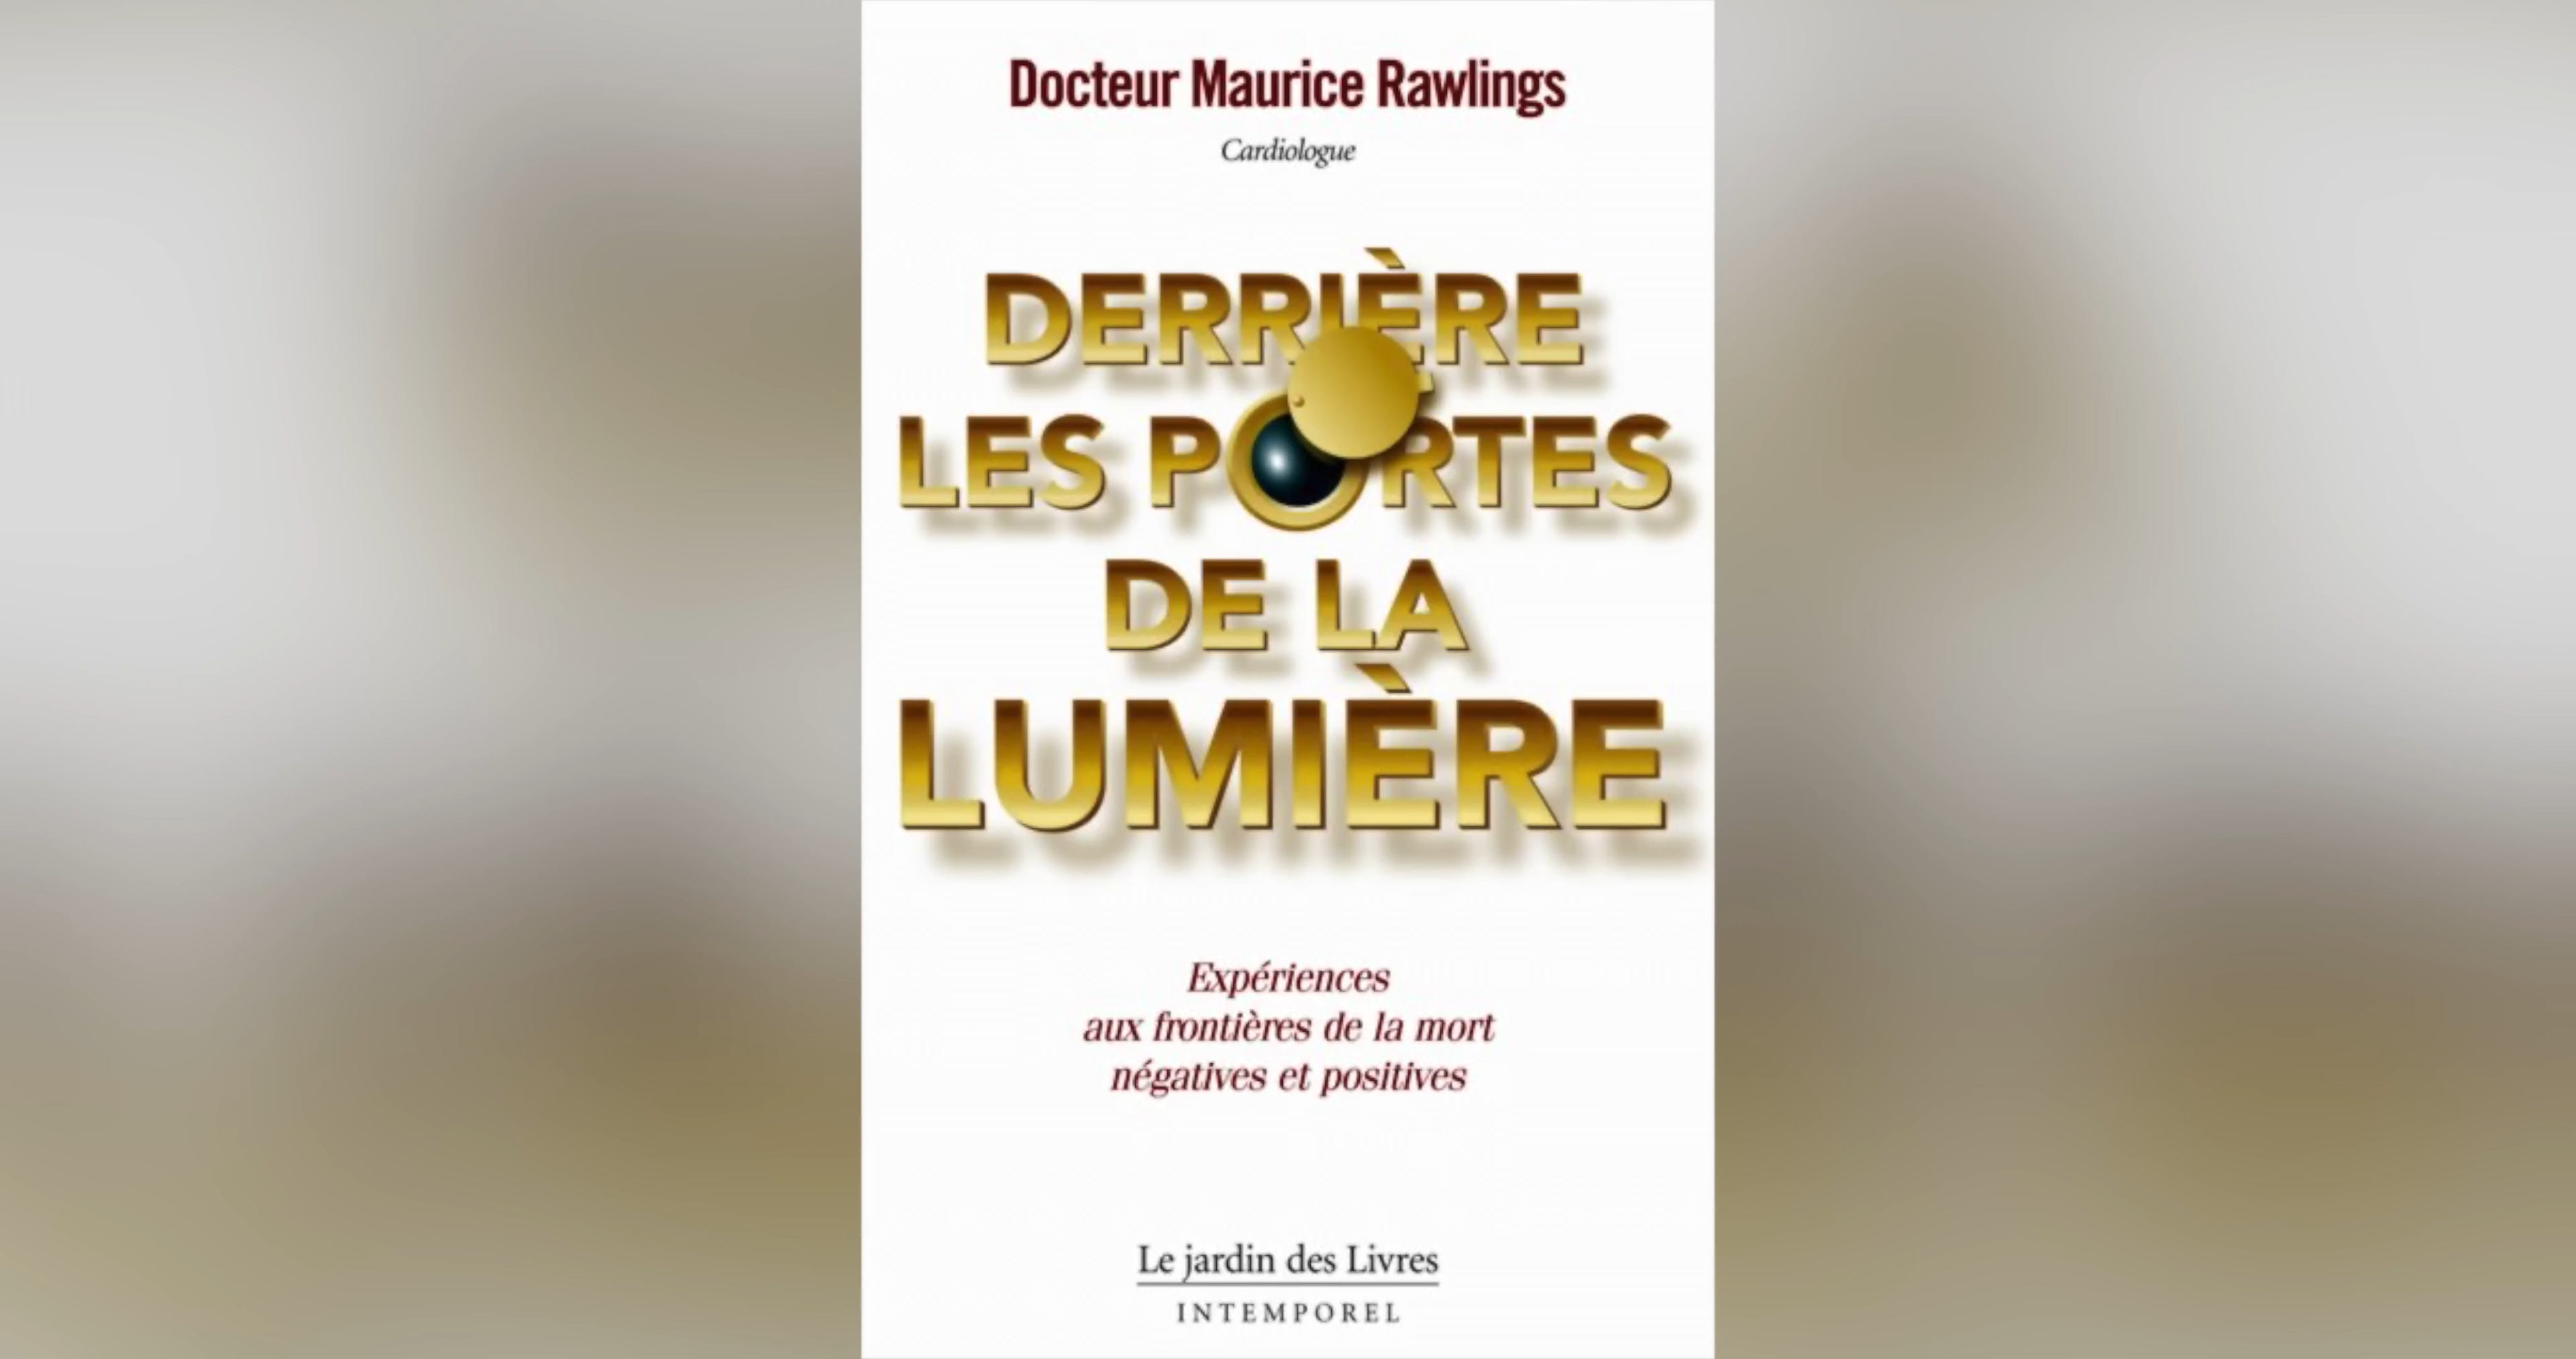 Docteur Maurice Rawlings
Cardiologue
DERRIÈRE
LES PORTES
DE LA
LUMIÈRE
Expériences
aux frontières de la mort
négatives et positives
Le jardin des Livres
INTEMPOREL